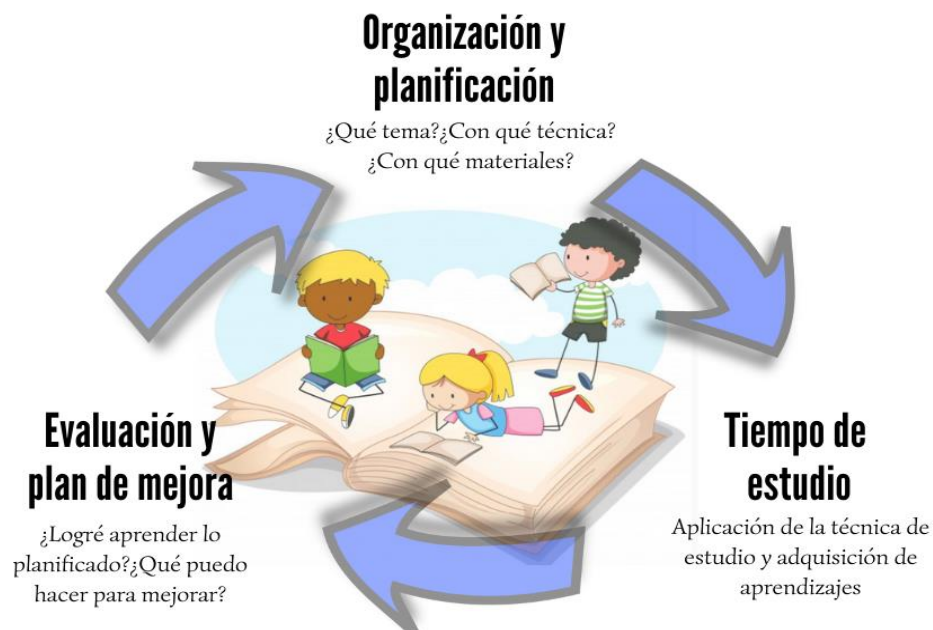 Organización y
planificación
¿Qué tema?¿Con qué técnica?
¿Con qué materiales?
Tiempo de
estudio
Aplicación de la técnica de
estudio y adquisición de
aprendizajes
Evaluación y
plan de mejora
¿Logré aprender lo
planificado?¿Qué puedo
hacer para mejorar?